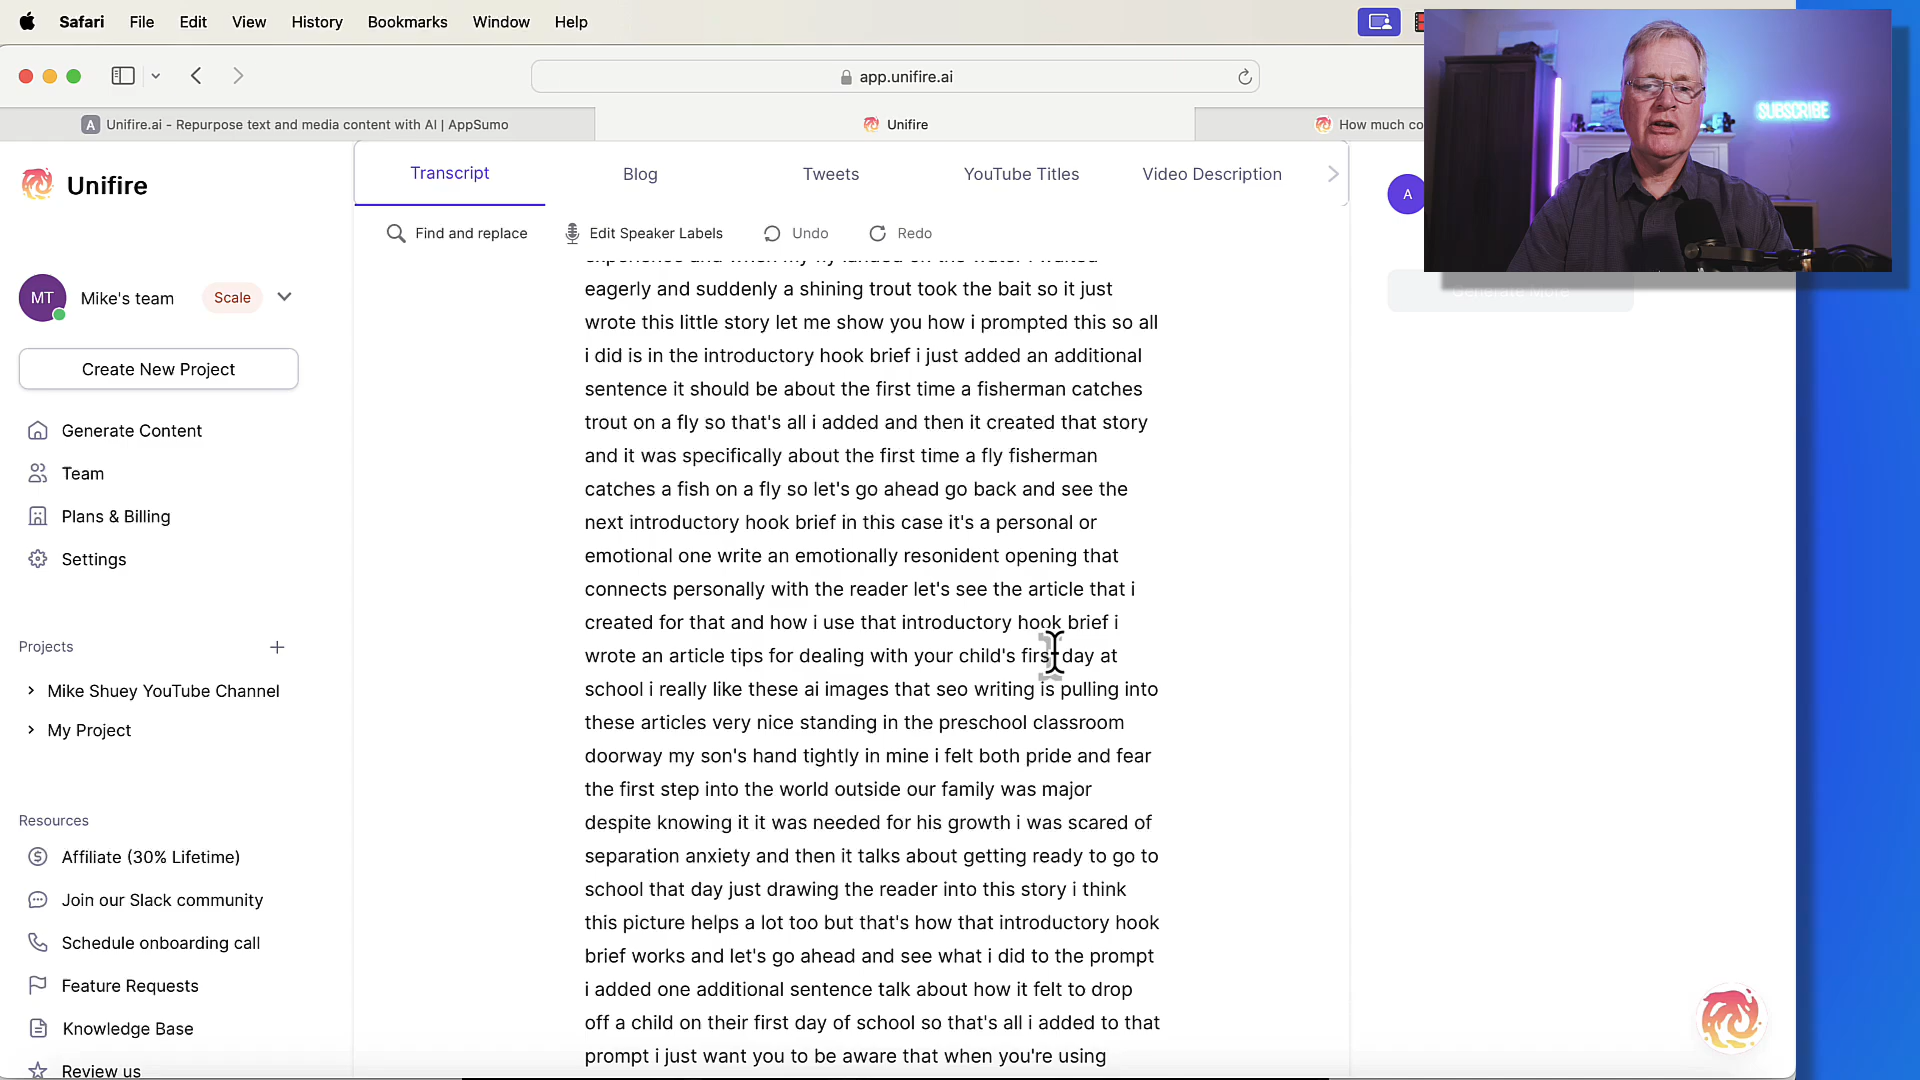 Safari File Edit View History Bookmarks Window Help
app.unifire.ai
A Unifire.ai - Repurpose text and media content with AI | AppSumo
Unifire
How much co
SUBSCRIBE
Unifire
Transcript Blog Tweets YouTube Titles Video Description
A
Find and replace Edit Speaker Labels Undo Redo
MT Mike's team Scale
Create New Project
Generate Content
Team
Plans & Billing
Settings
Projects
Mike Shuey YouTube Channel
My Project
Resources
Affiliate (30% Lifetime)
Join our Slack community
Schedule onboarding call
Feature Requests
Knowledge Base
Review us
experience and when my fly landed on the water i waited
eagerly and suddenly a shining trout took the bait so it just
wrote this little story let me show you how i prompted this so all
i did is in the introductory hook brief i just added an additional
sentence it should be about the first time a fisherman catches
trout on a fly so that's all i added and then it created that story
and it was specifically about the first time a fly fisherman
catches a fish on a fly so let's go ahead go back and see the
next introductory hook brief in this case it's a personal or
emotional one write an emotionally resonident opening that
connects personally with the reader let's see the article that i
created for that and how i use that introductory hook brief i
wrote an article tips for dealing with your child's first day at
school i really like these ai images that seo writing is pulling into
these articles very nice standing in the preschool classroom
doorway my son's hand tightly in mine i felt both pride and fear
the first step into the world outside our family was major
despite knowing it it was needed for his growth i was scared of
separation anxiety and then it talks about getting ready to go to
school that day just drawing the reader into this story i think
this picture helps a lot too but that's how that introductory hook
brief works and let's go ahead and see what i did to the prompt
i added one additional sentence talk about how it felt to drop
off a child on their first day of school so that's all i added to that
prompt i just want you to be aware that when you're using
Generate More